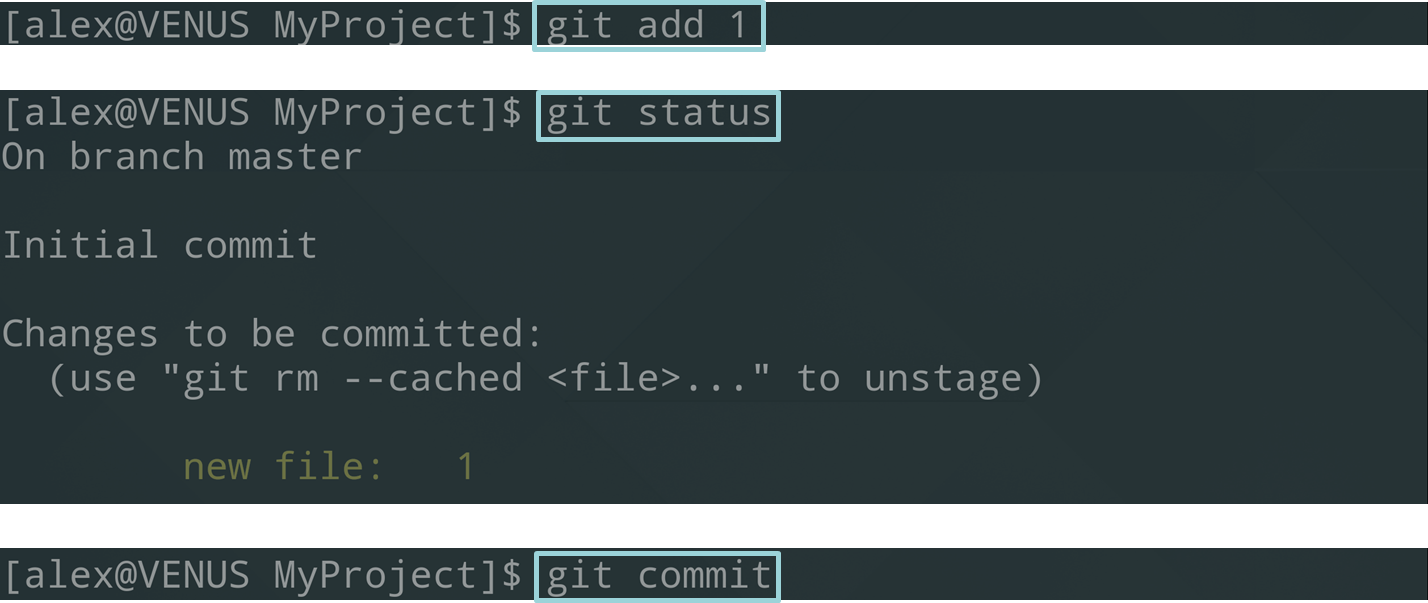 [alex@VENUS MyProject]$ git add 1
[alex@VENUS MyProject]$ git status
On branch master
Initial commit
Changes to be committed:
  (use "git rm --cached <file>..." to unstage)
        new file:   1
[alex@VENUS MyProject]$ git commit